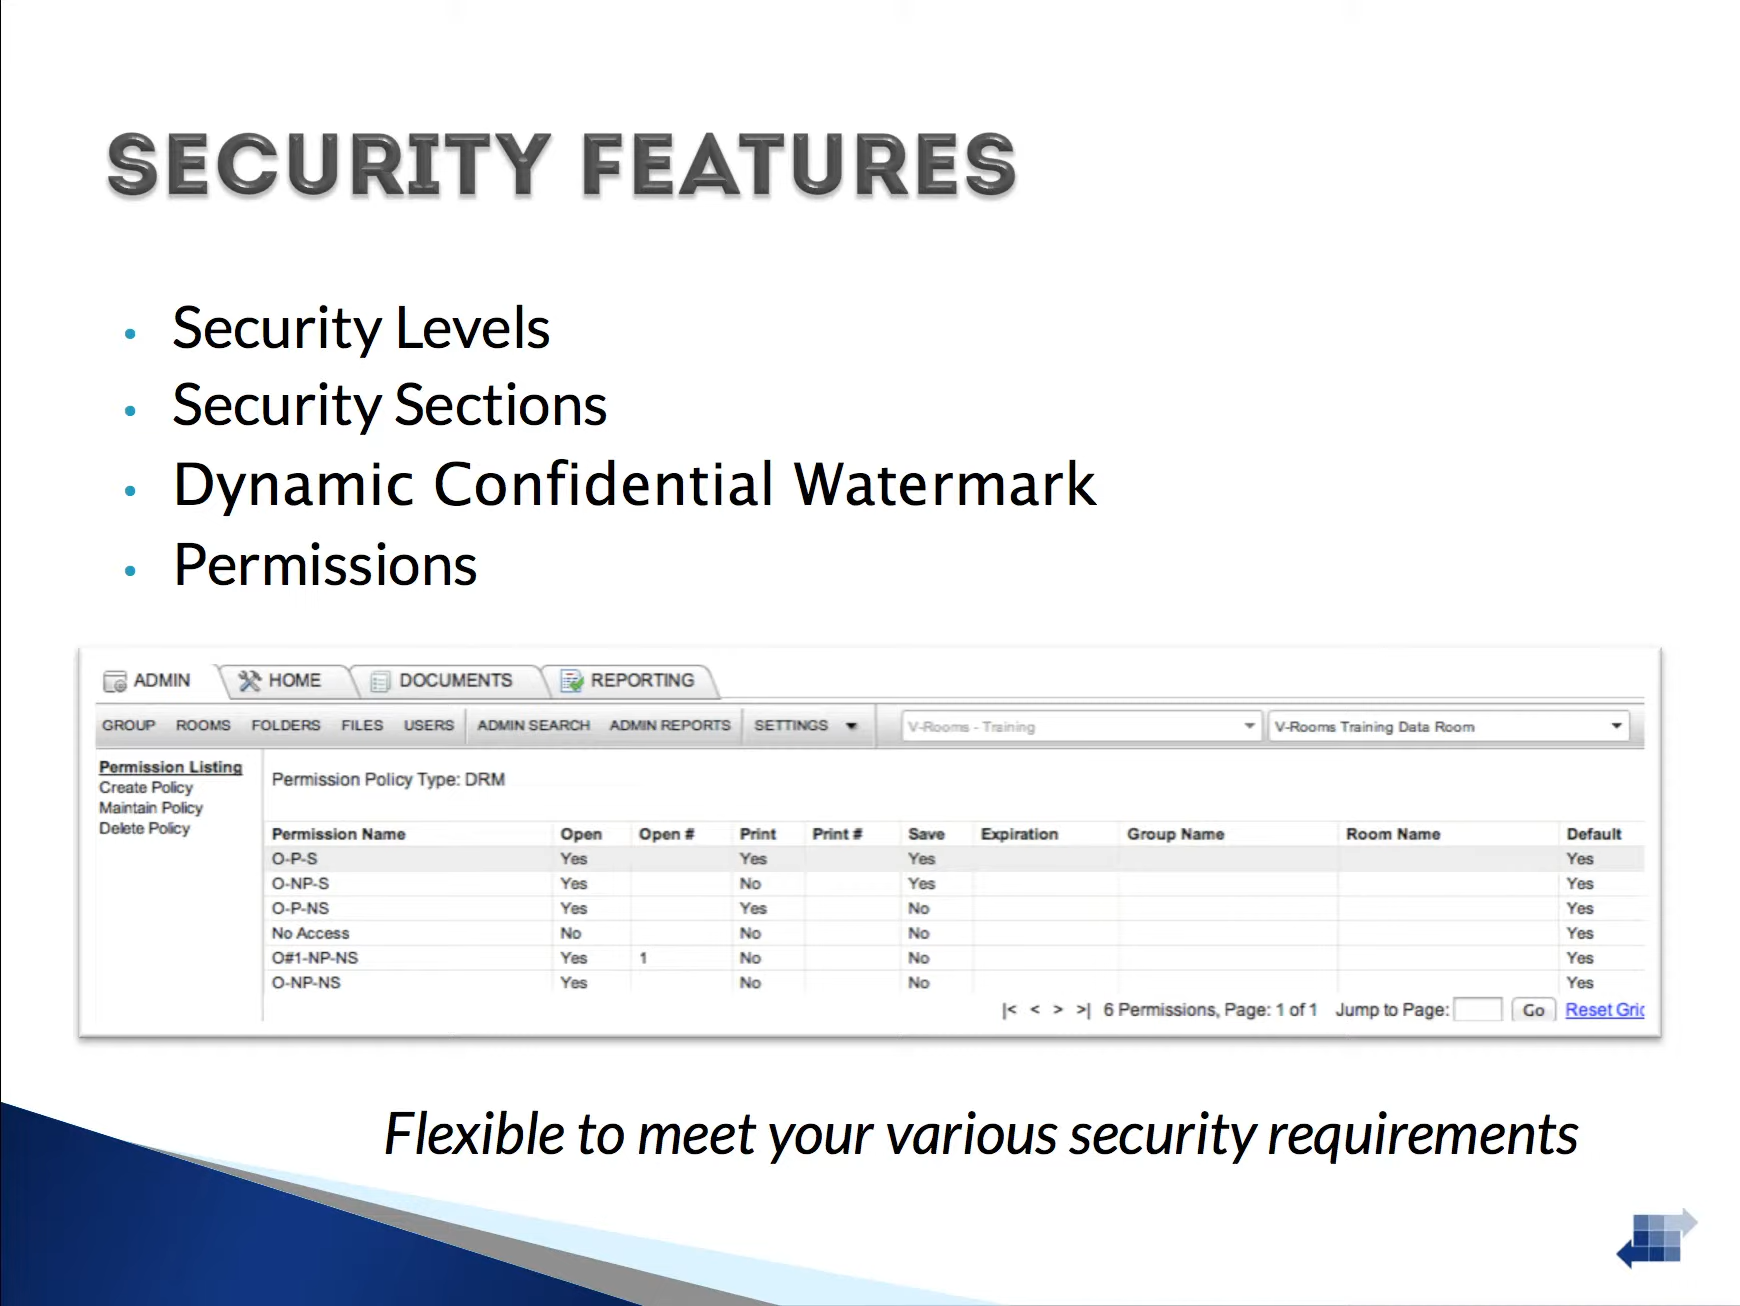 SECURITY FEATURES
• Security Levels
• Security Sections
• Dynamic Confidential Watermark
• Permissions
ADMIN HOME DOCUMENTS REPORTING
GROUP ROOMS FOLDERS FILES USERS ADMIN SEARCH ADMIN REPORTS SETTINGS V-Rooms - Training V-Rooms Training Data Room
Permission Listing
Create Policy
Maintain Policy
Delete Policy
Permission Policy Type: DRM
Permission Name Open Open # Print Print # Save Expiration Group Name Room Name Default
O-P-S Yes Yes Yes Yes
O-NP-S Yes No Yes Yes
O-P-NS Yes Yes No Yes
No Access No No No Yes
O#1-NP-NS Yes 1 No No Yes
O-NP-NS Yes No No Yes
|< < > >| 6 Permissions, Page: 1 of 1 Jump to Page: Go Reset Grid
Flexible to meet your various security requirements